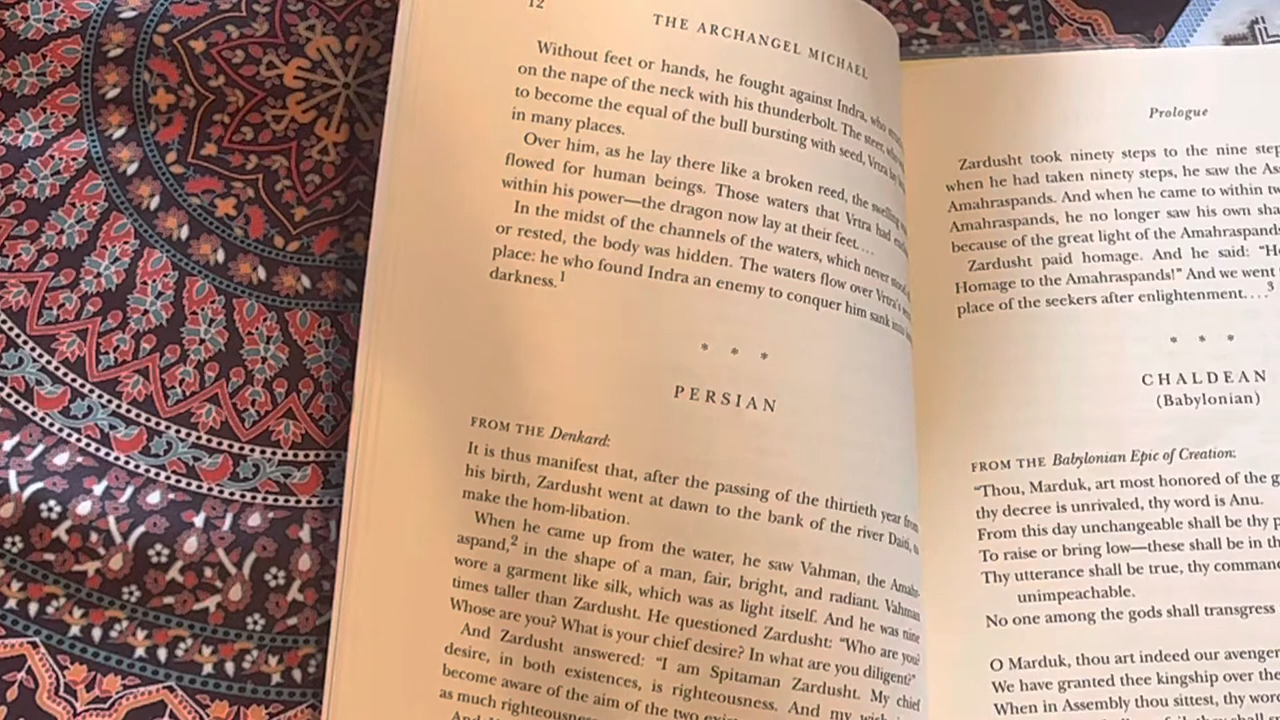 12
THE ARCHANGEL MICHAEL
Without feet or hands, he fought against Indra, who
on the nape of the neck with his thunderbolt. The steer,
to become the equal of the bull bursting with seed, Vrtra lay
in many places.
Over him, as he lay there like a broken reed, the swelling
flowed for human beings. Those waters that Vrtra had
within his power—the dragon now lay at their feet. . . .
In the midst of the channels of the waters, which never stood
or rested, the body was hidden. The waters flow over Vrtra's
place: he who found Indra an enemy to conquer him sank into
darkness.1
* * *
PERSIAN
FROM THE Denkard:
It is thus manifest that, after the passing of the thirtieth year from
his birth, Zardusht went at dawn to the bank of the river Daiti, to
make the hom-libation.
When he came up from the water, he saw Vahman, the Amahr-
aspand,2 in the shape of a man, fair, bright, and radiant. Vahman
wore a garment like silk, which was as light itself. And he was nine
times taller than Zardusht. He questioned Zardusht: "Who are you?
Whose are you? What is your chief desire? In what are you diligent?"
And Zardusht answered: "I am Spitaman Zardusht. My chief
desire, in both existences, is righteousness. And my wish
become aware of the aim of the two
as much
And
Prologue
Zardusht took ninety steps to the nine
when he had taken ninety steps, he saw the
Amahraspands. And when he came to within
Amahraspands, he no longer saw his own
because of the great light of the
Zardusht paid homage. And he said:
Homage to the Amahraspands!" And we went
place of the seekers after enlightenment. . . .3
* * *
CHALDEAN
(Babylonian)
FROM THE Babylonian Epic of Creation:
"Thou, Marduk, art most honored of the
thy decree is unrivaled, thy word is Anu.
From this day unchangeable shall be thy
To raise or bring low—these shall be in
Thy utterance shall be true, thy
unimpeachable.
No one among the gods shall transgress
O Marduk, thou art indeed our
We have granted thee kingship over the
When in Assembly thou sittest, thy